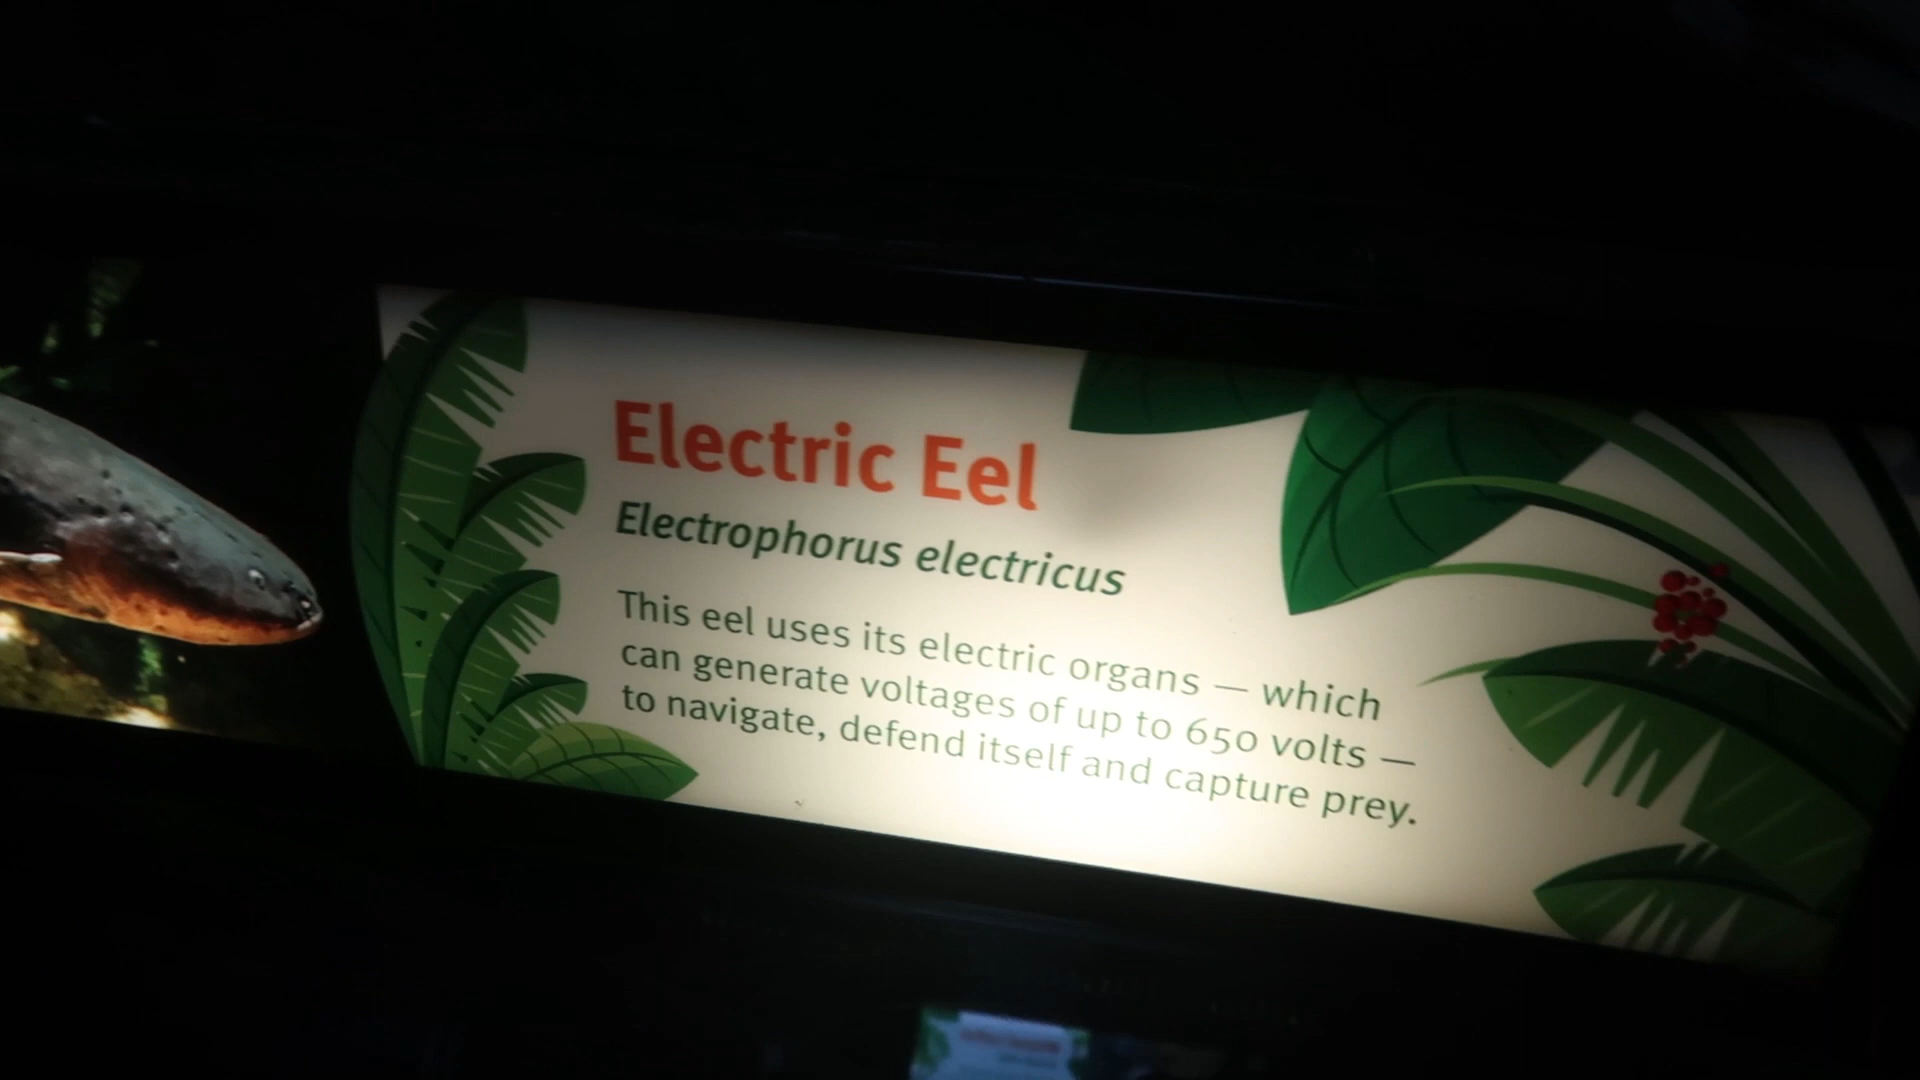 Electric Eel
Electrophorus electricus
This eel uses its electric organs — which
can generate voltages of up to 650 volts —
to navigate, defend itself and capture prey.